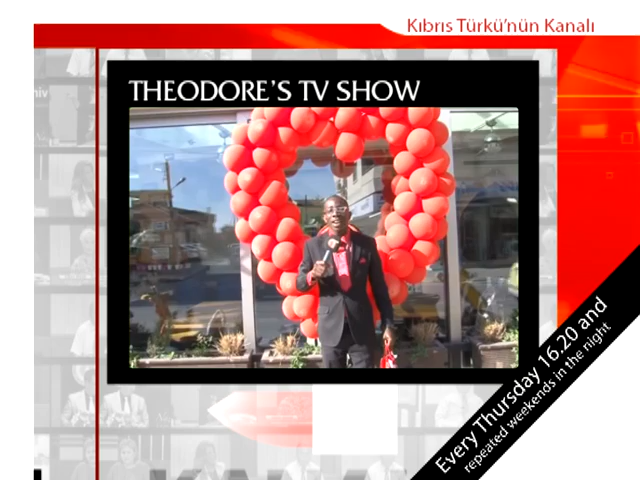 Kıbrıs Türkü'nün Kanalı
THEODORE'S TV SHOW
Every Thursday 16.20 and
repeated weekends in the night